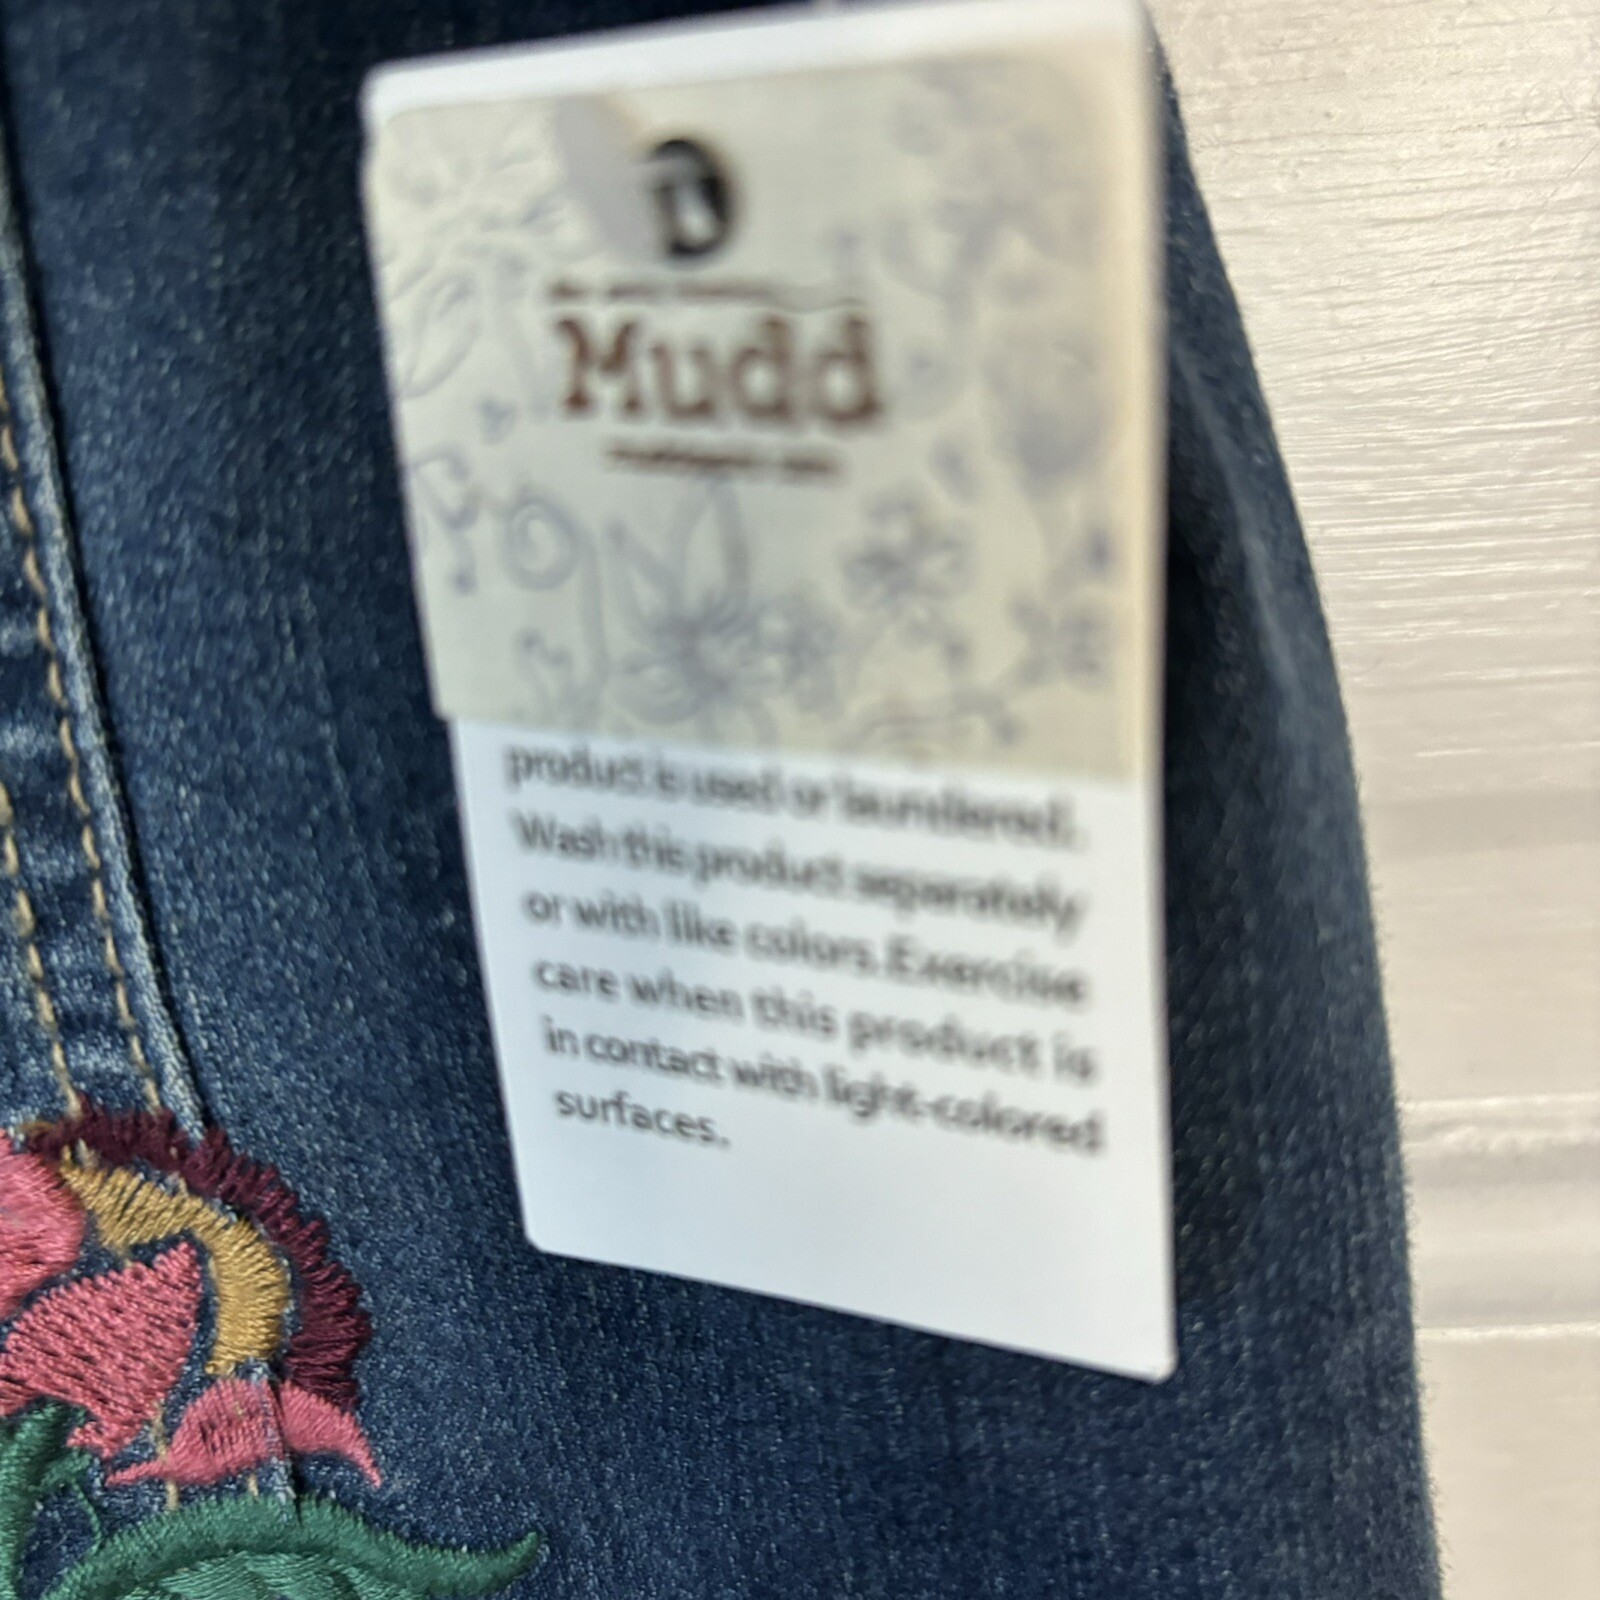 Mudd
product is used or laundered.
Wash this product separately
or with like colors. Exercise
care when this product is
in contact with light-colored
surfaces.